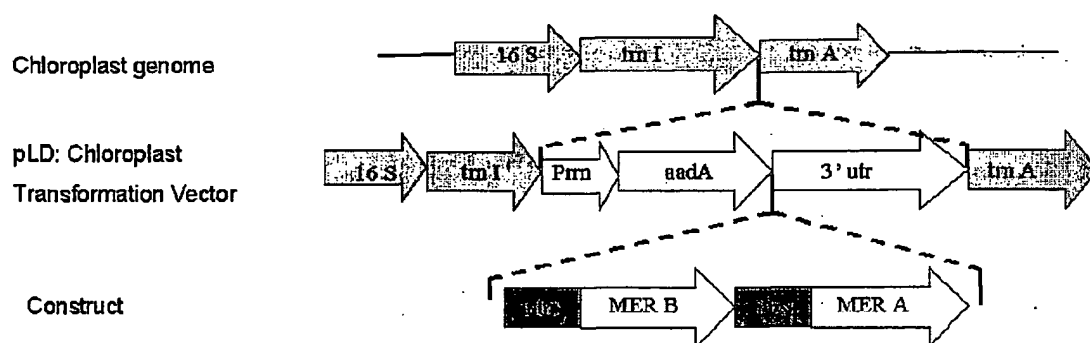 Chloroplast genome
16 S
trn I
trn A
pLD: Chloroplast
Transformation Vector
16 S
trn I
Prrn
aadA
3' utr
trn A
Construct
MER B
MER A